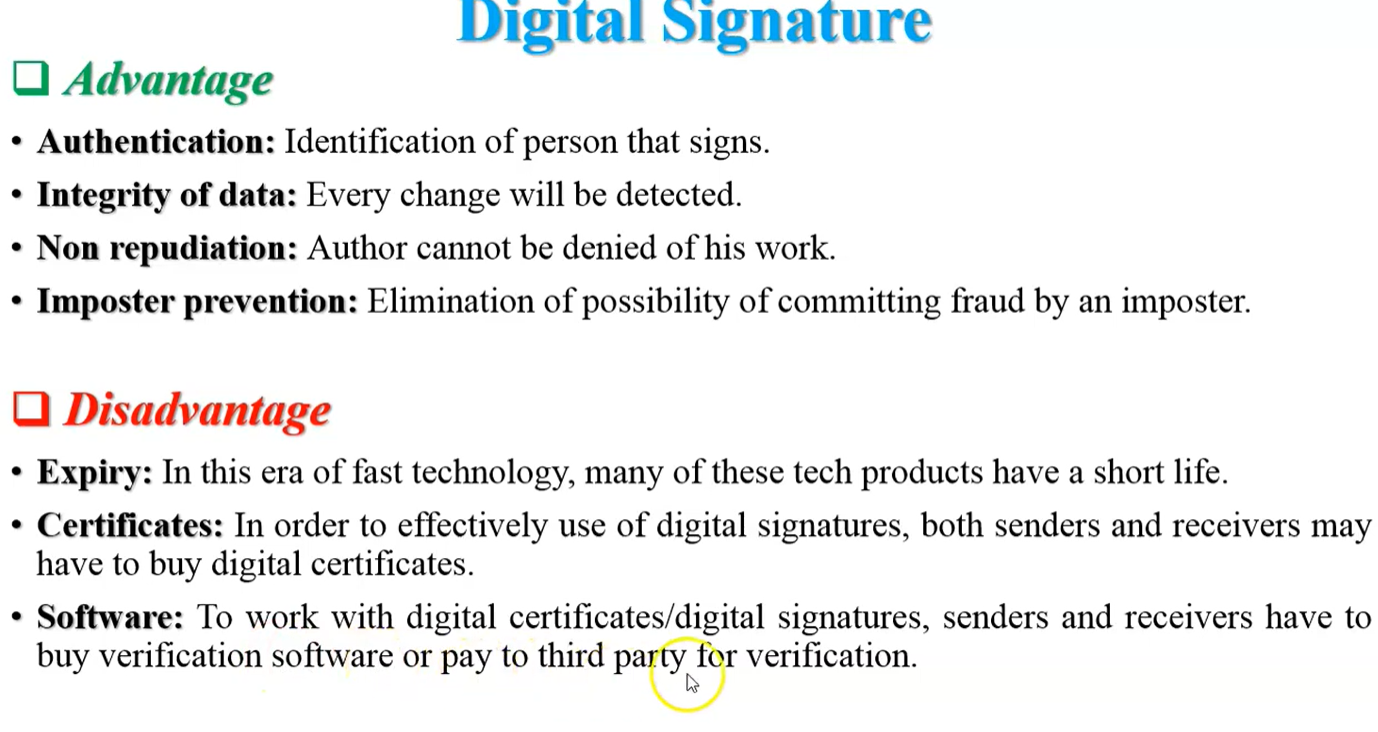 Digital Signature
Advantage
• Authentication: Identification of person that signs.
• Integrity of data: Every change will be detected.
• Non repudiation: Author cannot be denied of his work.
• Imposter prevention: Elimination of possibility of committing fraud by an imposter.
Disadvantage
• Expiry: In this era of fast technology, many of these tech products have a short life.
• Certificates: In order to effectively use of digital signatures, both senders and receivers may
have to buy digital certificates.
• Software: To work with digital certificates/digital signatures, senders and receivers have to
buy verification software or pay to third party for verification.